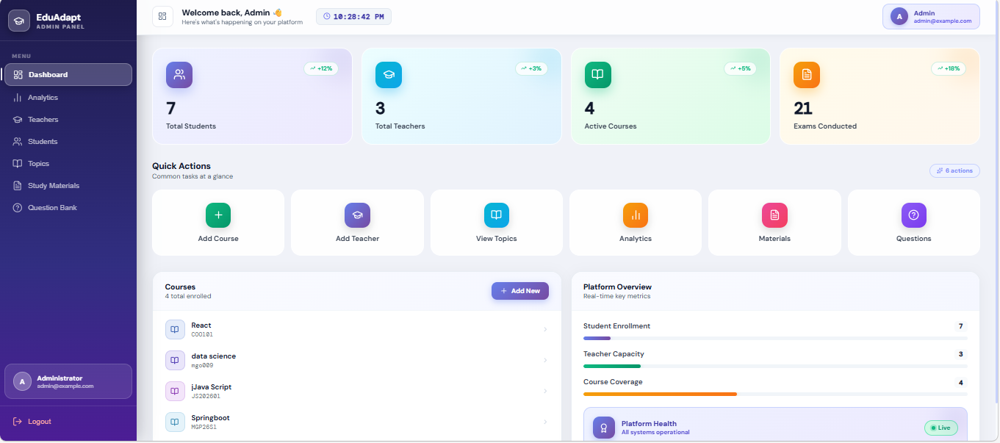 EduAdapt
ADMIN PANEL
MENU
Dashboard
Analytics
Teachers
Students
Topics
Study Materials
Question Bank
A
Administrator
admin@example.com
Logout
Welcome back, Admin 👋
Here's what's happening on your platform
10:28:42 PM
A
Admin
admin@example.com
+12%
7
Total Students
+3%
3
Total Teachers
+5%
4
Active Courses
+18%
21
Exams Conducted
Quick Actions
Common tasks at a glance
6 actions
Add Course
Add Teacher
View Topics
Analytics
Materials
Questions
Courses
4 total enrolled
+ Add New
React
COO101
data science
mgo009
jJava Script
JS202601
Springboot
MGP26S1
Platform Overview
Real-time key metrics
Student Enrollment 7
Teacher Capacity 3
Course Coverage 4
Platform Health
All systems operational
Live